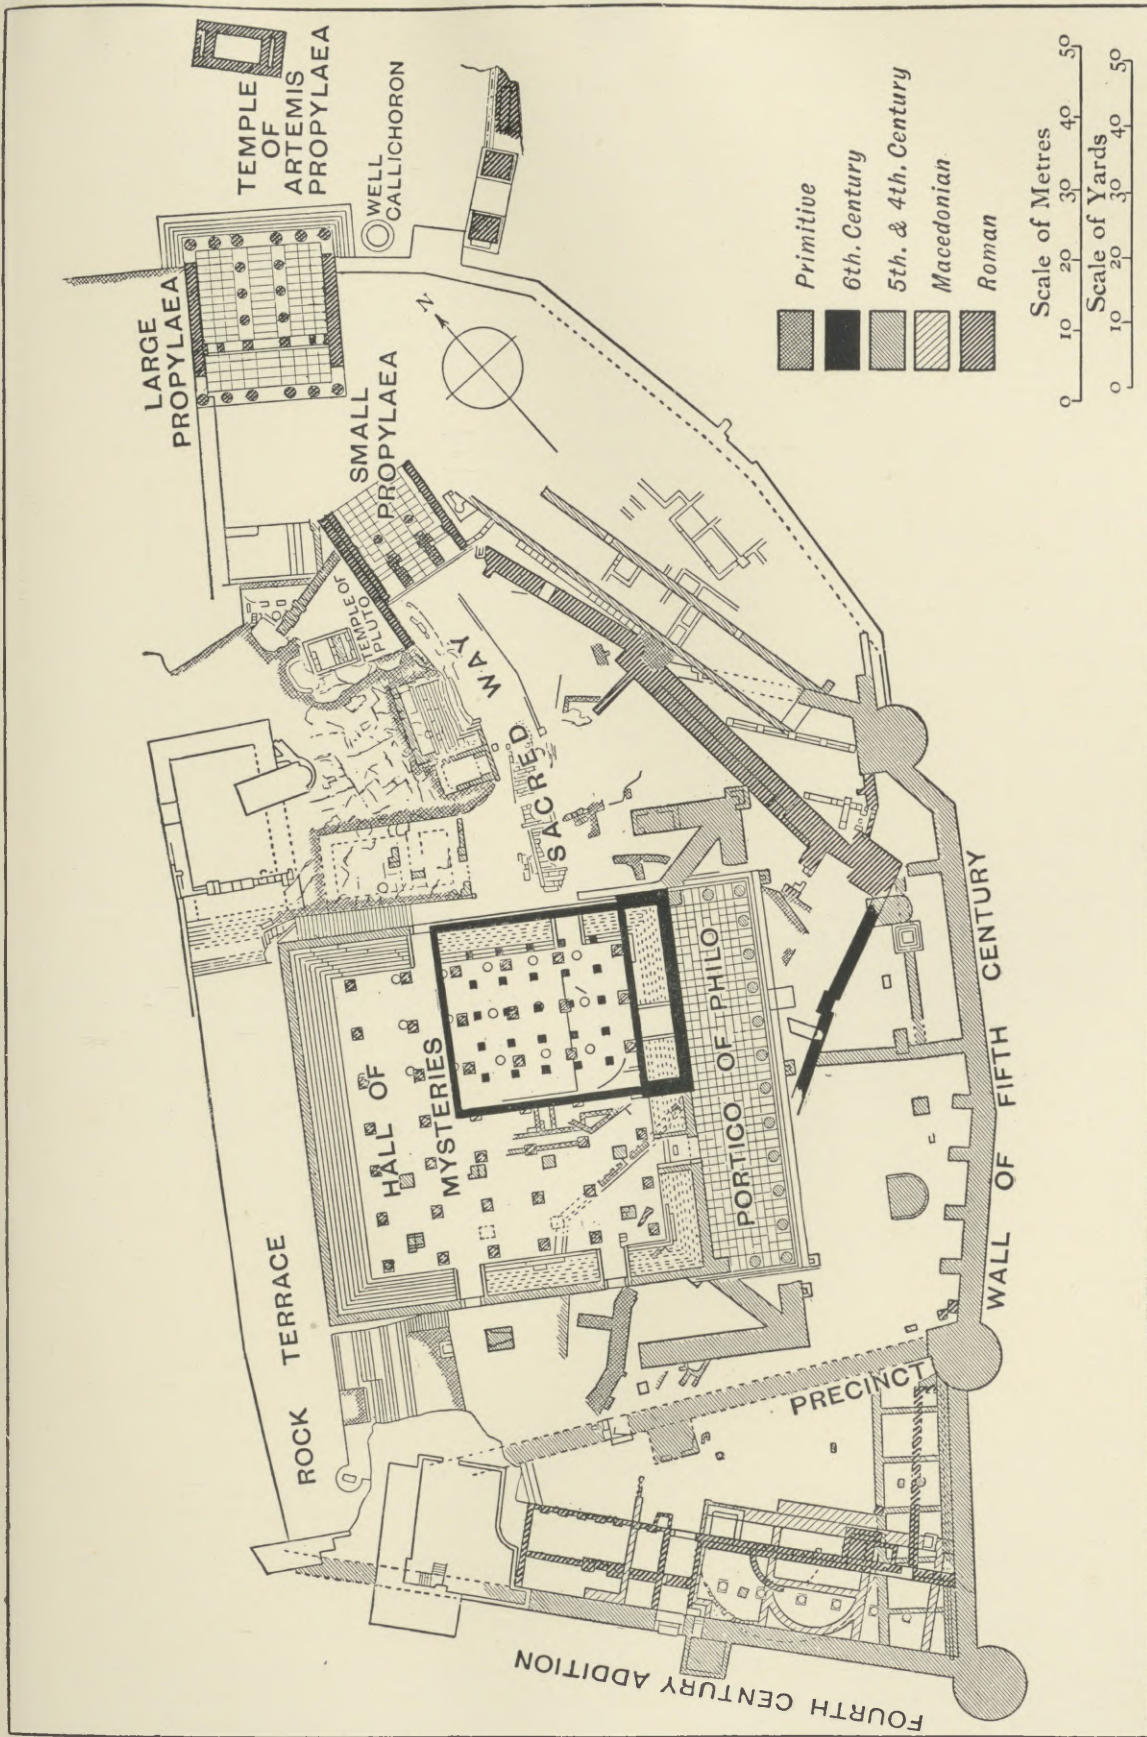 TEMPLE
OF
ARTEMIS
PROPYLAEA
WELL
CALLICHORON
LARGE
PROPYLAEA
SMALL
PROPYLAEA
N
TEMPLE OF
PLUTO
SACRED WAY
HALL OF
MYSTERIES
PORTICO OF PHILO
ROCK TERRACE
WALL OF FIFTH CENTURY
PRECINCT
FOURTH CENTURY ADDITION
Primitive
6th. Century
5th. & 4th. Century
Macedonian
Roman
Scale of Metres
0 10 20 30 40 50
Scale of Yards
0 10 20 30 40 50